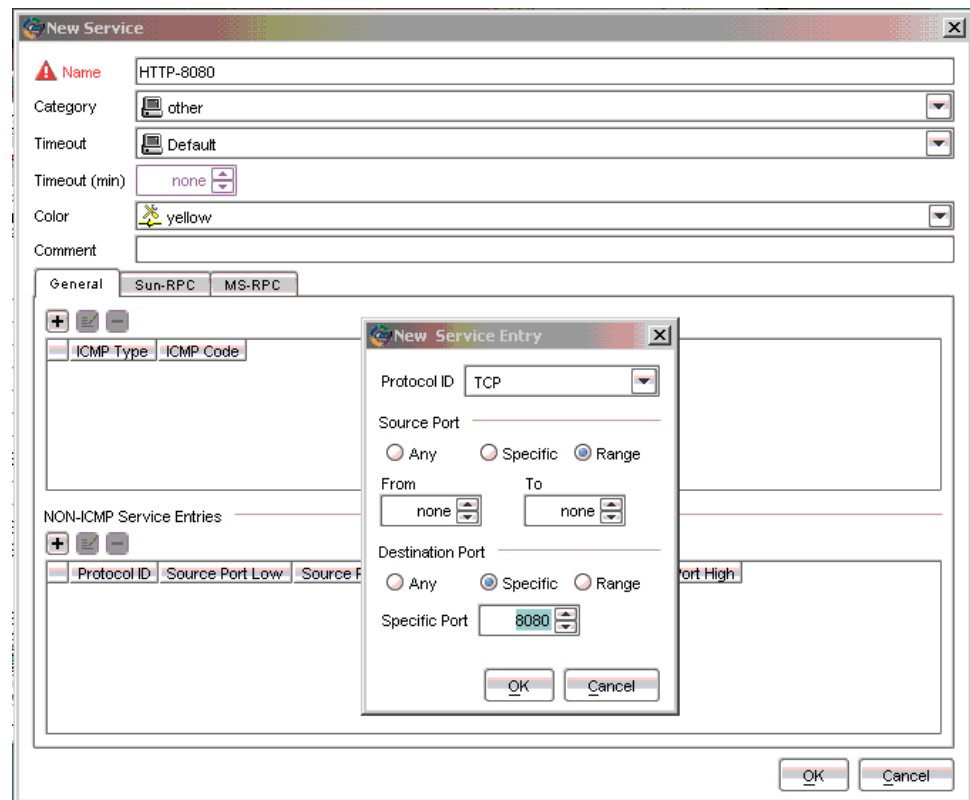 New Service
Name HTTP-8080
Category other
Timeout Default
Timeout (min) none
Color yellow
Comment
General Sun-RPC MS-RPC
ICMP Type ICMP Code
New Service Entry
Protocol ID TCP
Source Port
Any Specific Range
From To
none none
Destination Port
Any Specific Range
Specific Port 8080
OK Cancel
NON-ICMP Service Entries
Protocol ID Source Port Low Source Port High
OK Cancel